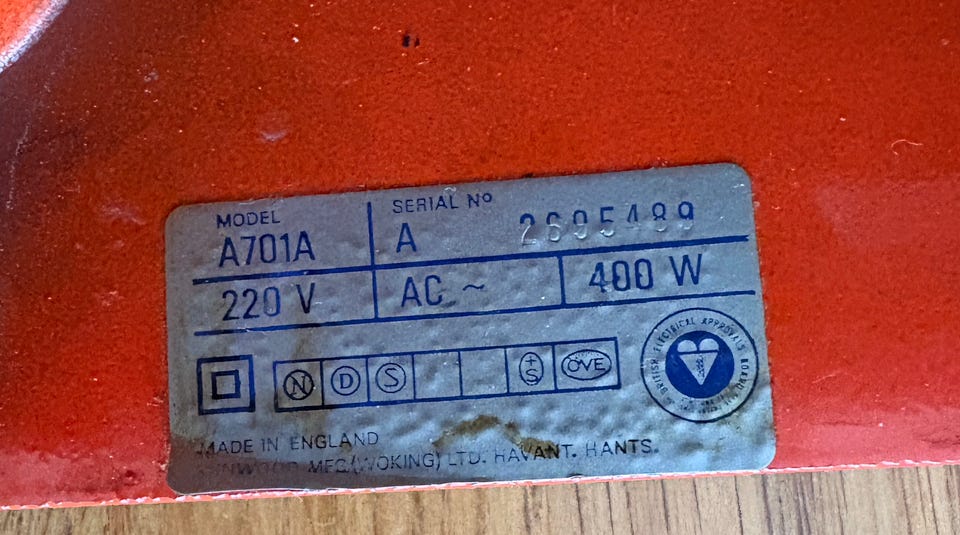 MODEL
A701A
SERIAL Nº
A 2695489
220 V
AC ~
400 W
N D S +S ÖVE
BRITISH ELECTRICAL APPROVALS BOARD
MADE IN ENGLAND
MFG.(WOKING) LTD. HAVANT. HANTS.